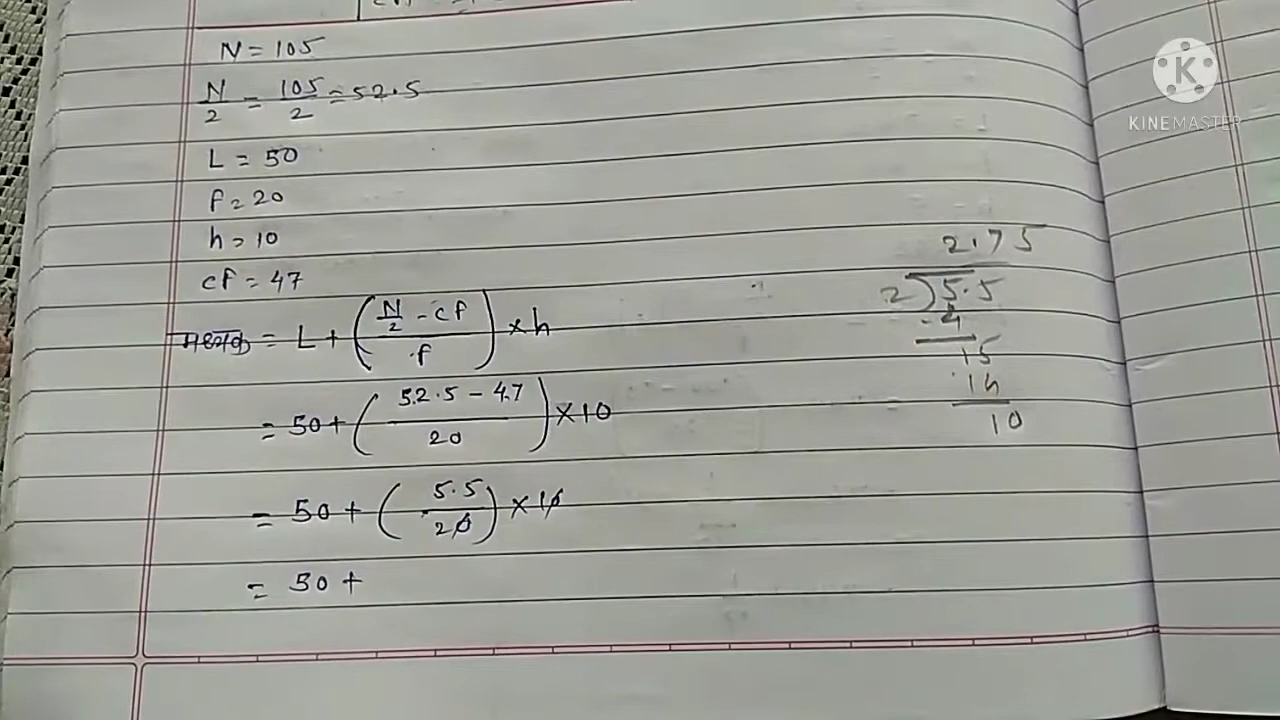 N = 105
N/2 = 105/2 = 52.5
L = 50
f = 20
h = 10
cf = 47
मध्यक = L + ( (N/2 - cf) / f ) × h
= 50 + ( (52.5 - 47) / 20 ) × 10
= 50 + ( 5.5 / 20 ) × 10
= 50 +
2.75
2 ) 5.5
- 4
15
14
10
K
KINEMASTER